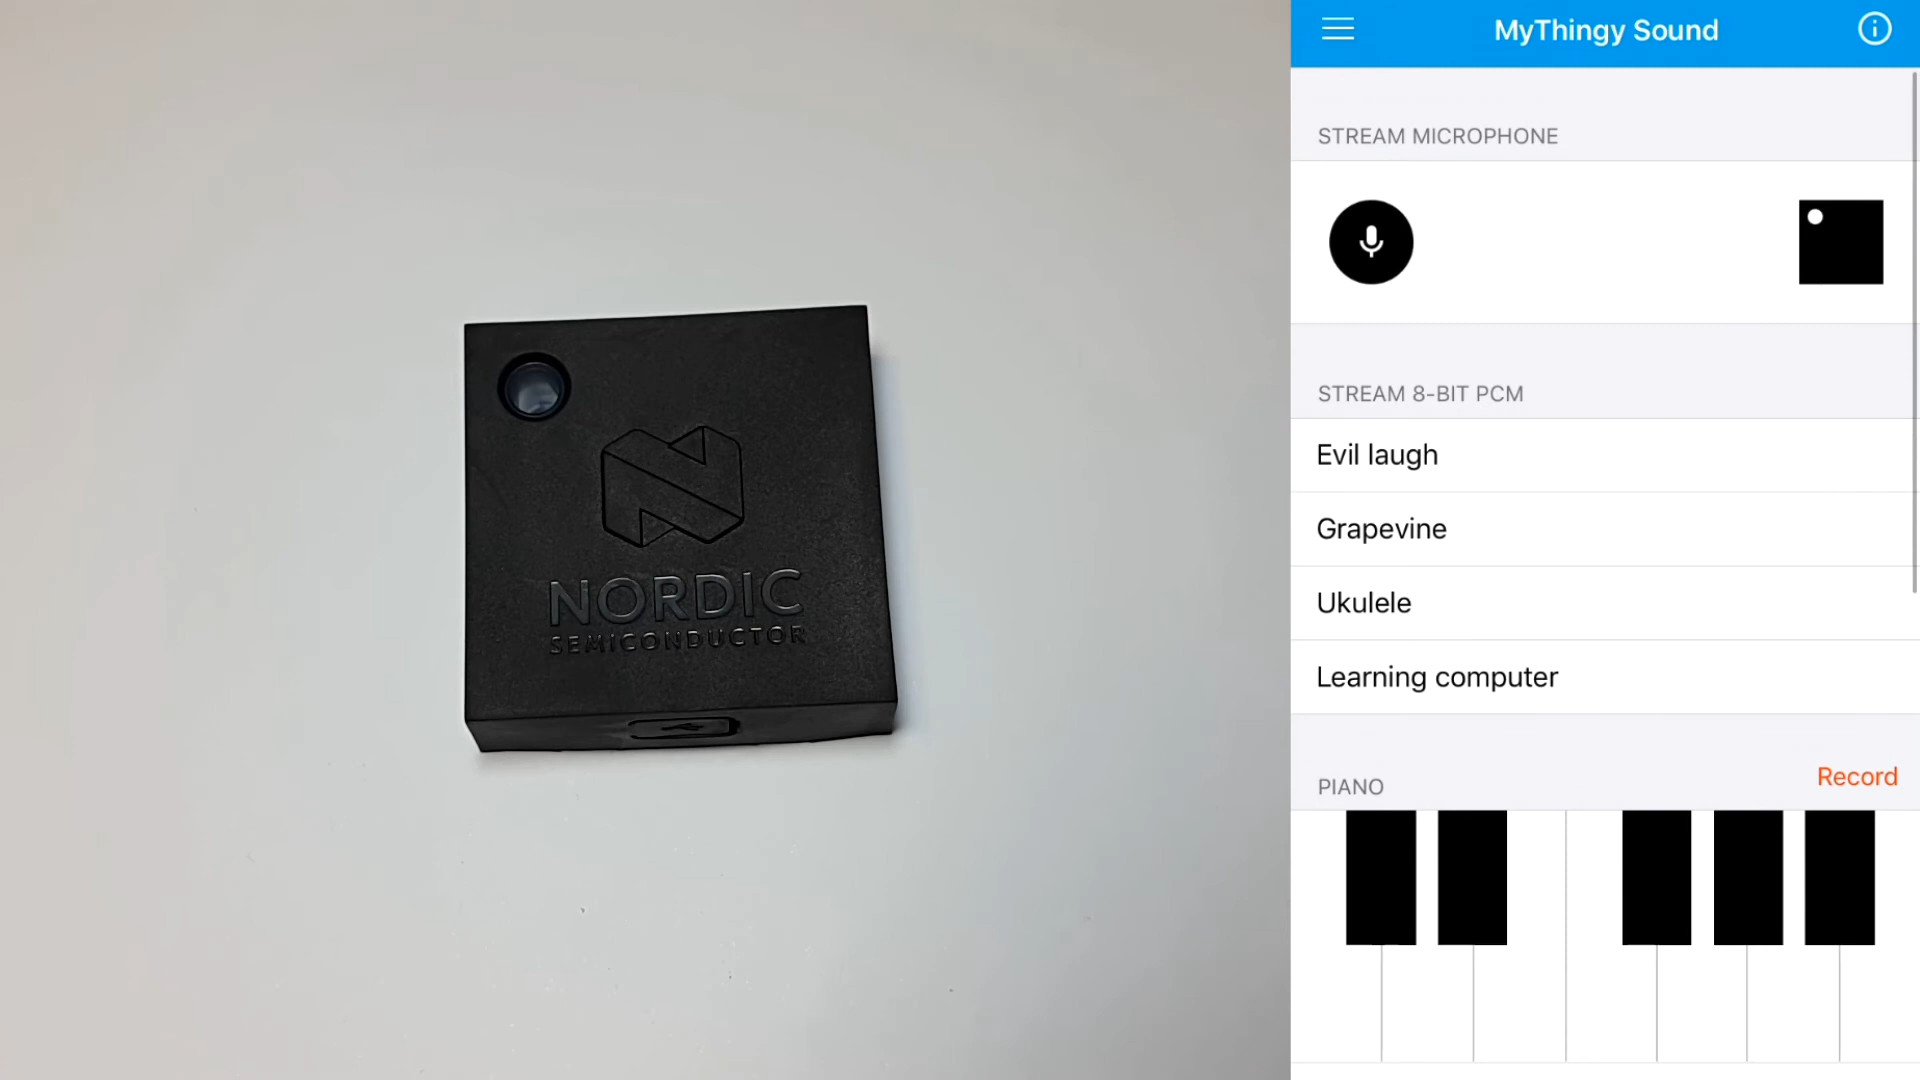 NORDIC
SEMICONDUCTOR
MyThingy Sound
STREAM MICROPHONE
STREAM 8-BIT PCM
Evil laugh
Grapevine
Ukulele
Learning computer
PIANO
Record